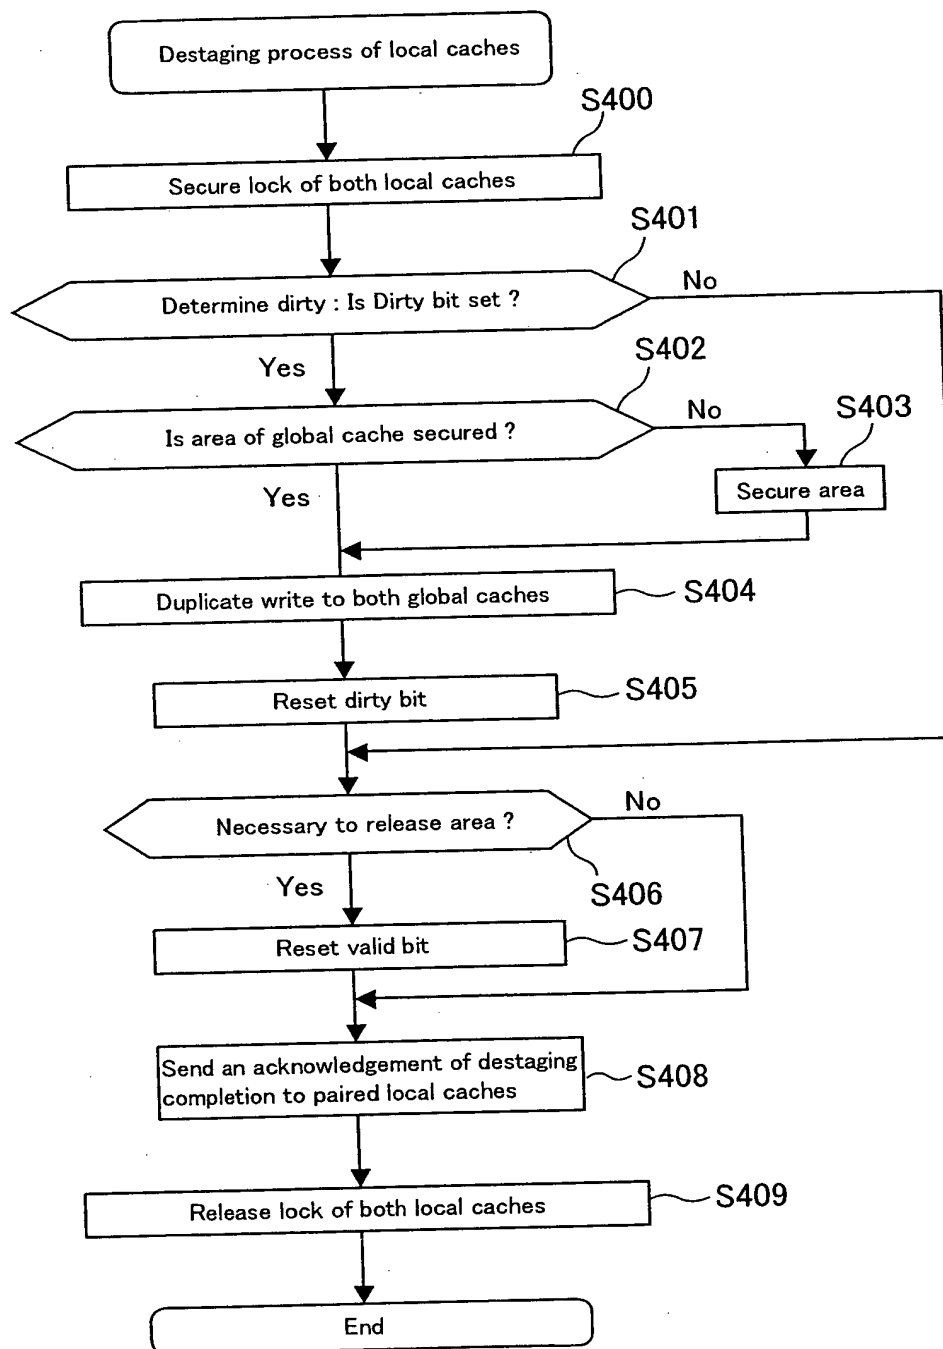 Destaging process of local caches
S400
Secure lock of both local caches
S401
Determine dirty : Is Dirty bit set ?
No
Yes
S402
Is area of global cache secured ?
No
S403
Secure area
Yes
Duplicate write to both global caches
S404
Reset dirty bit
S405
Necessary to release area ?
No
S406
Yes
Reset valid bit
S407
Send an acknowledgement of destaging
completion to paired local caches
S408
Release lock of both local caches
S409
End